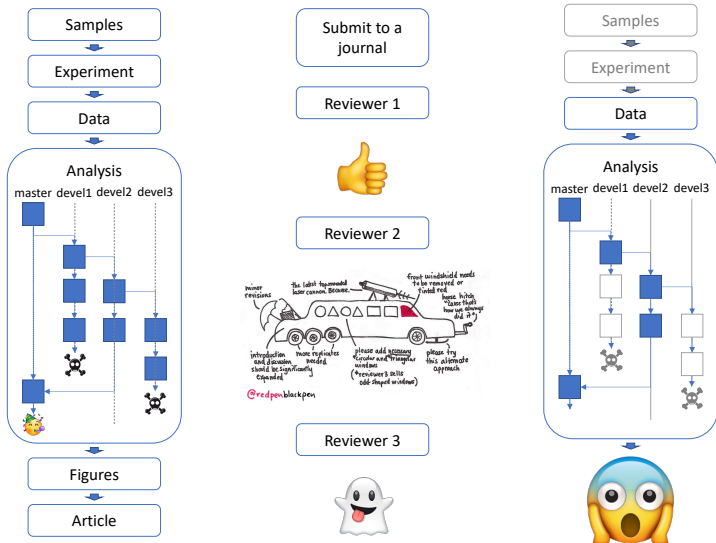 Samples
Experiment
Data
Analysis
master devel1 devel2 devel3
Figures
Article
Submit to a
journal
Reviewer 1
Reviewer 2
minor
revisions
the latest top model
laser cannon. Because...
front windshield needs
to be removed or
tinted red
horse hitch
"cause that's
how we always
did it"
introduction
and discussion
should be significantly
expanded
more replicates
needed
please add necessary
circular and triangular
windows
(*reviewer 3 sells
odd shaped windows)
please try
this alternate
approach
@redpenblackpen
Reviewer 3
Samples
Experiment
Data
Analysis
master devel1 devel2 devel3